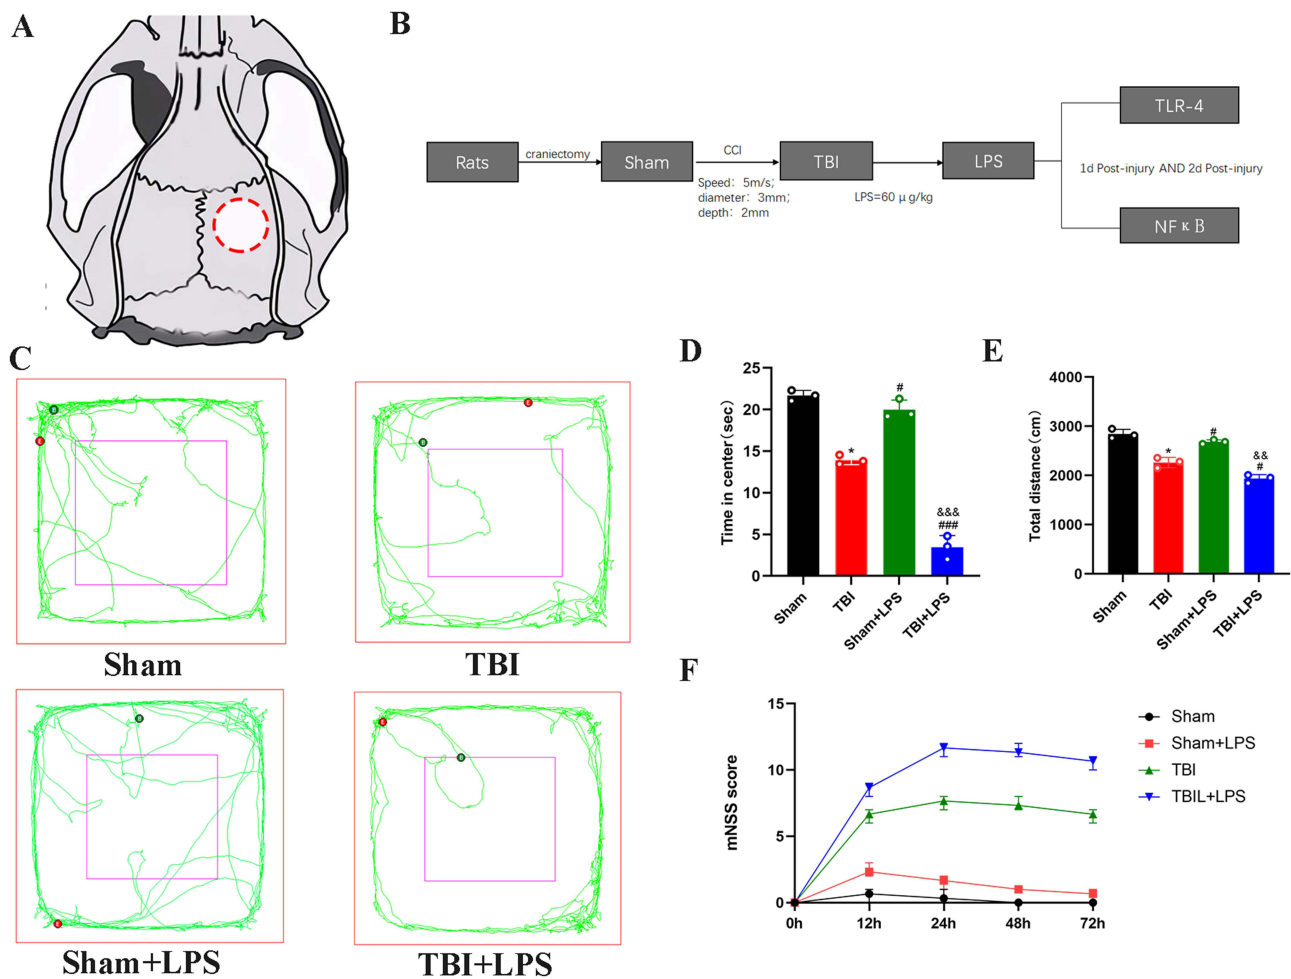 A
B
Rats
craniectomy
Sham
CCI
Speed: 5m/s;
diameter: 3mm;
depth: 2mm
TBI
LPS=60 μ g/kg
LPS
TLR-4
1d Post-injury AND 2d Post-injury
NF κ B
C
Sham
TBI
Sham+LPS
TBI+LPS
D
Time in center(sec)
25
20
15
10
5
0
*
#
&&&
###
Sham
TBI
Sham+LPS
TBI+LPS
E
Total distance(cm)
4000
3000
2000
1000
0
*
#
&&
#
Sham
TBI
Sham+LPS
TBI+LPS
F
mNSS score
15
10
5
0
0h
12h
24h
48h
72h
Sham
Sham+LPS
TBI
TBIL+LPS